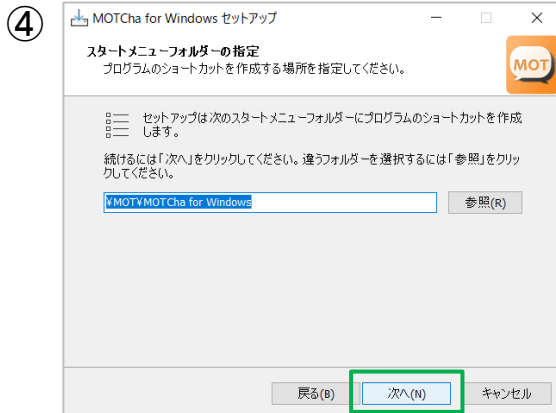 ④
MOTCha for Windows セットアップ
スタートメニューフォルダーの指定
プログラムのショートカットを作成する場所を指定してください。
MOT
セットアップは次のスタートメニューフォルダーにプログラムのショートカットを作成
します。
続けるには「次へ」をクリックしてください。違うフォルダーを選択するには「参照」をクリッ
クしてください。
¥MOT¥MOTCha for Windows
参照(R)
戻る(B)
次へ(N)
キャンセル